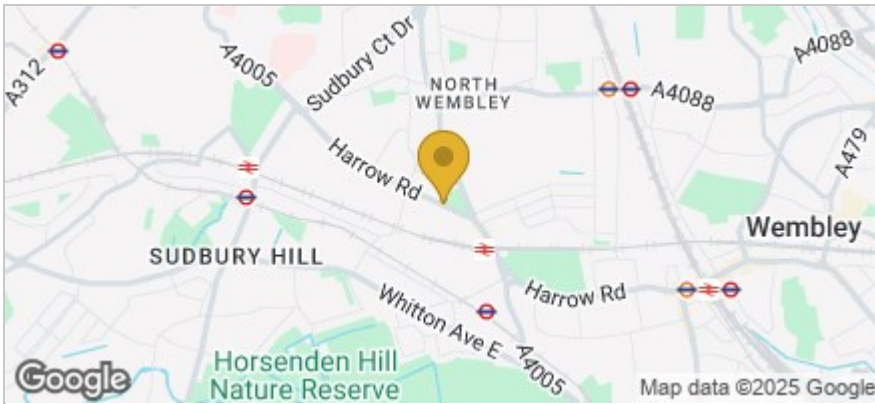 A312
A4005
Sudbury Ct Dr
NORTH
WEMBLEY
A4088
A4088
A479
Harrow Rd
Wembley
SUDBURY HILL
Harrow Rd
Whitton Ave E
A4005
Horsenden Hill
Nature Reserve
Google
Map data ©2025 Google